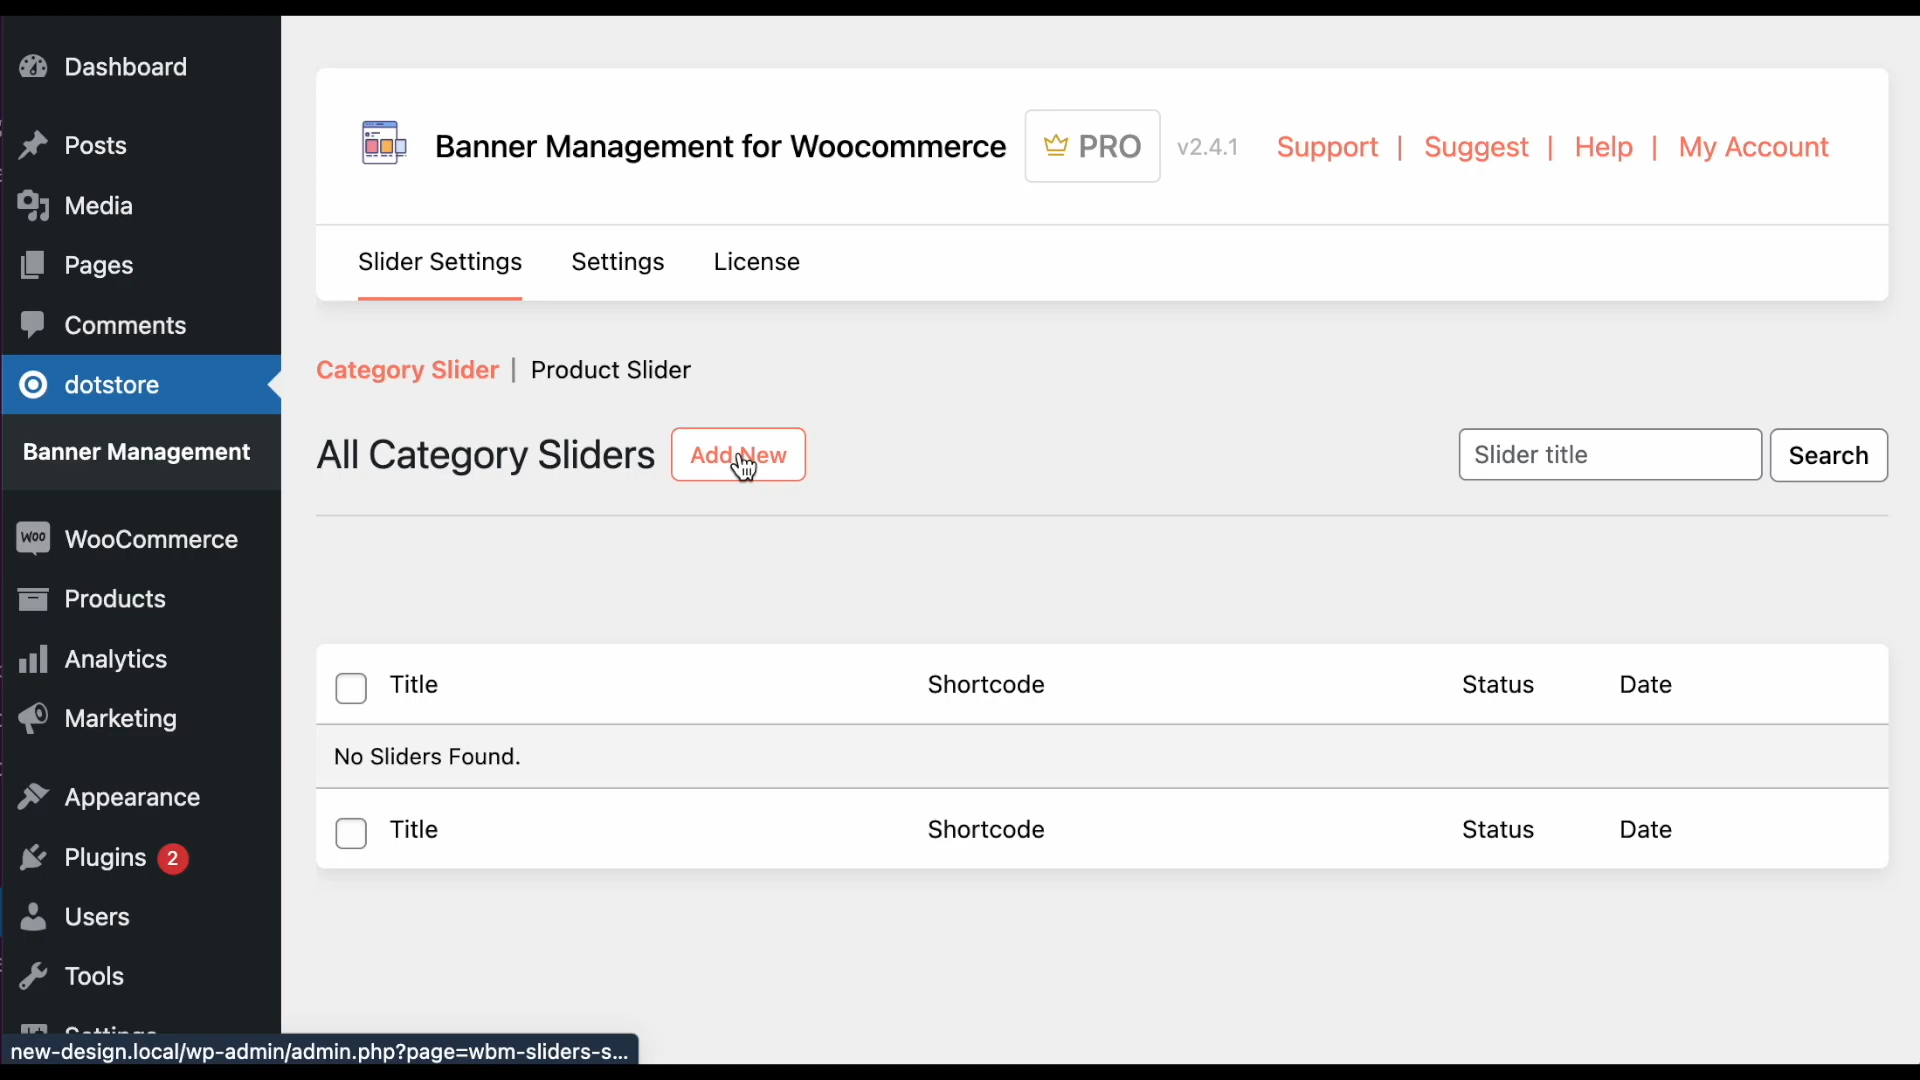 Dashboard
Posts
Media
Pages
Comments
dotstore
Banner Management
WOO WooCommerce
Products
Analytics
Marketing
Appearance
Plugins 2
Users
Tools
Settings
new-design.local/wp-admin/admin.php?page=wbm-sliders-s...
Banner Management for Woocommerce PRO v2.4.1 Support | Suggest | Help | My Account
Slider Settings Settings License
Category Slider | Product Slider
All Category Sliders Add New Slider title Search
Title Shortcode Status Date
No Sliders Found.
Title Shortcode Status Date